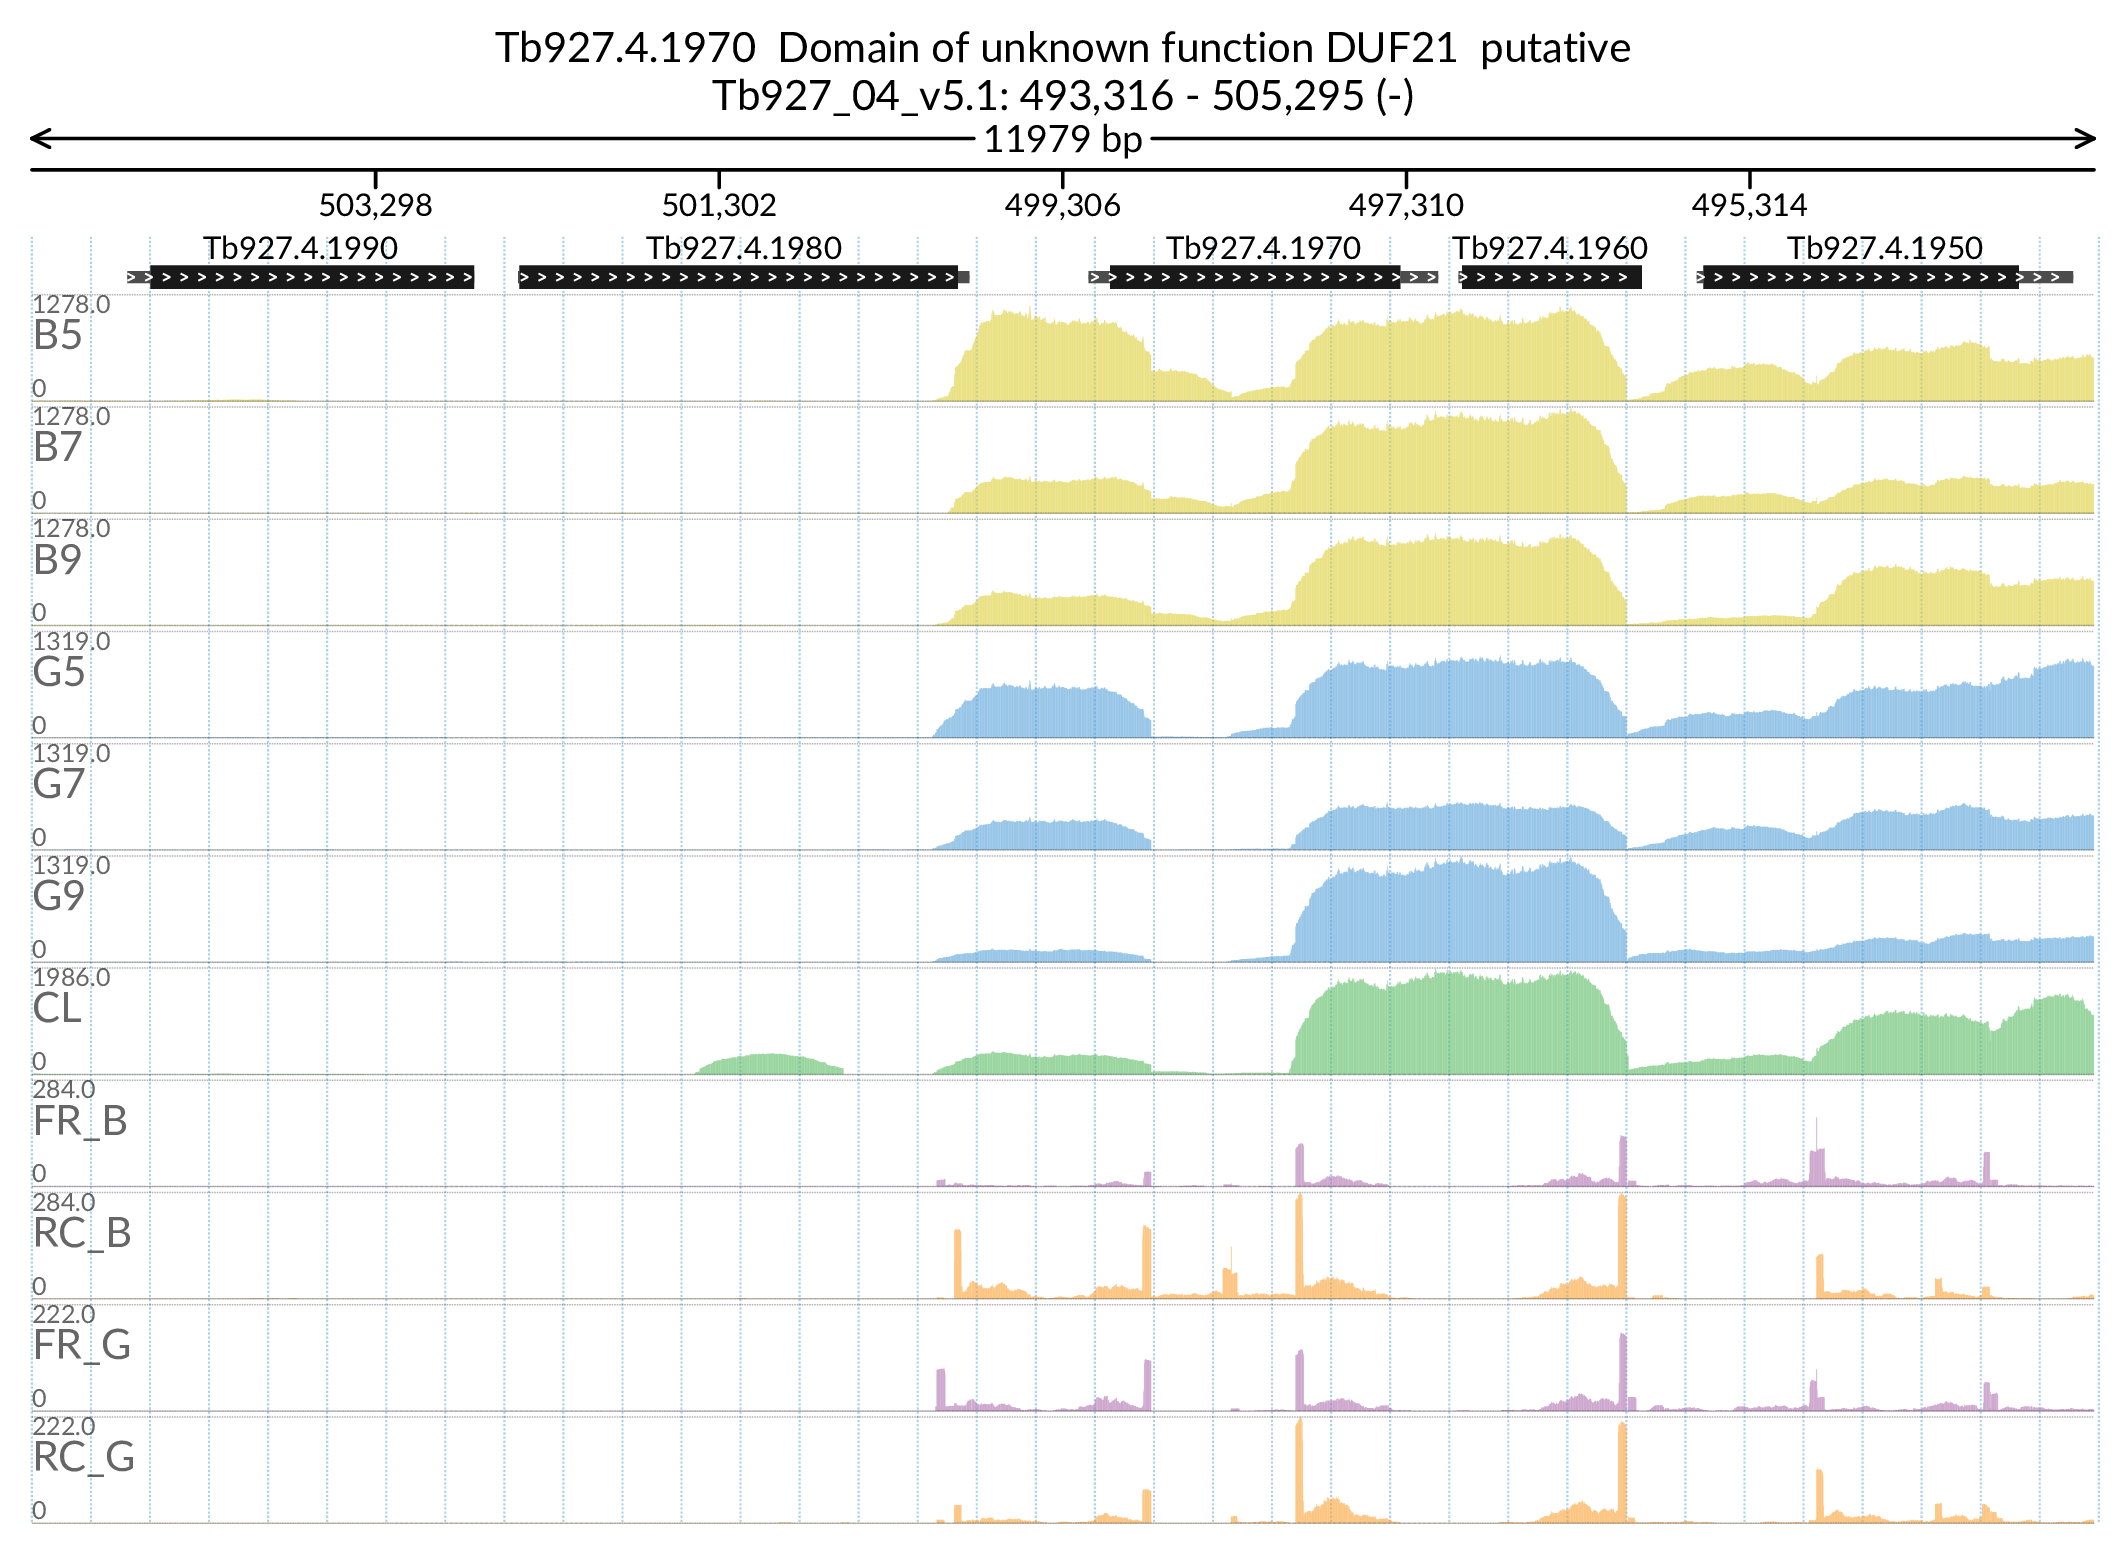 Tb927.4.1970  Domain of unknown function DUF21  putative
Tb927_04_v5.1: 493,316 - 505,295 (-)
11979 bp
503,298 501,302 499,306 497,310 495,314
Tb927.4.1990 Tb927.4.1980 Tb927.4.1970 Tb927.4.1960 Tb927.4.1950
1278.0
B5
0
1278.0
B7
0
1278.0
B9
0
1319.0
G5
0
1319.0
G7
0
1319.0
G9
0
1986.0
CL
0
284.0
FR_B
0
284.0
RC_B
0
222.0
FR_G
0
222.0
RC_G
0